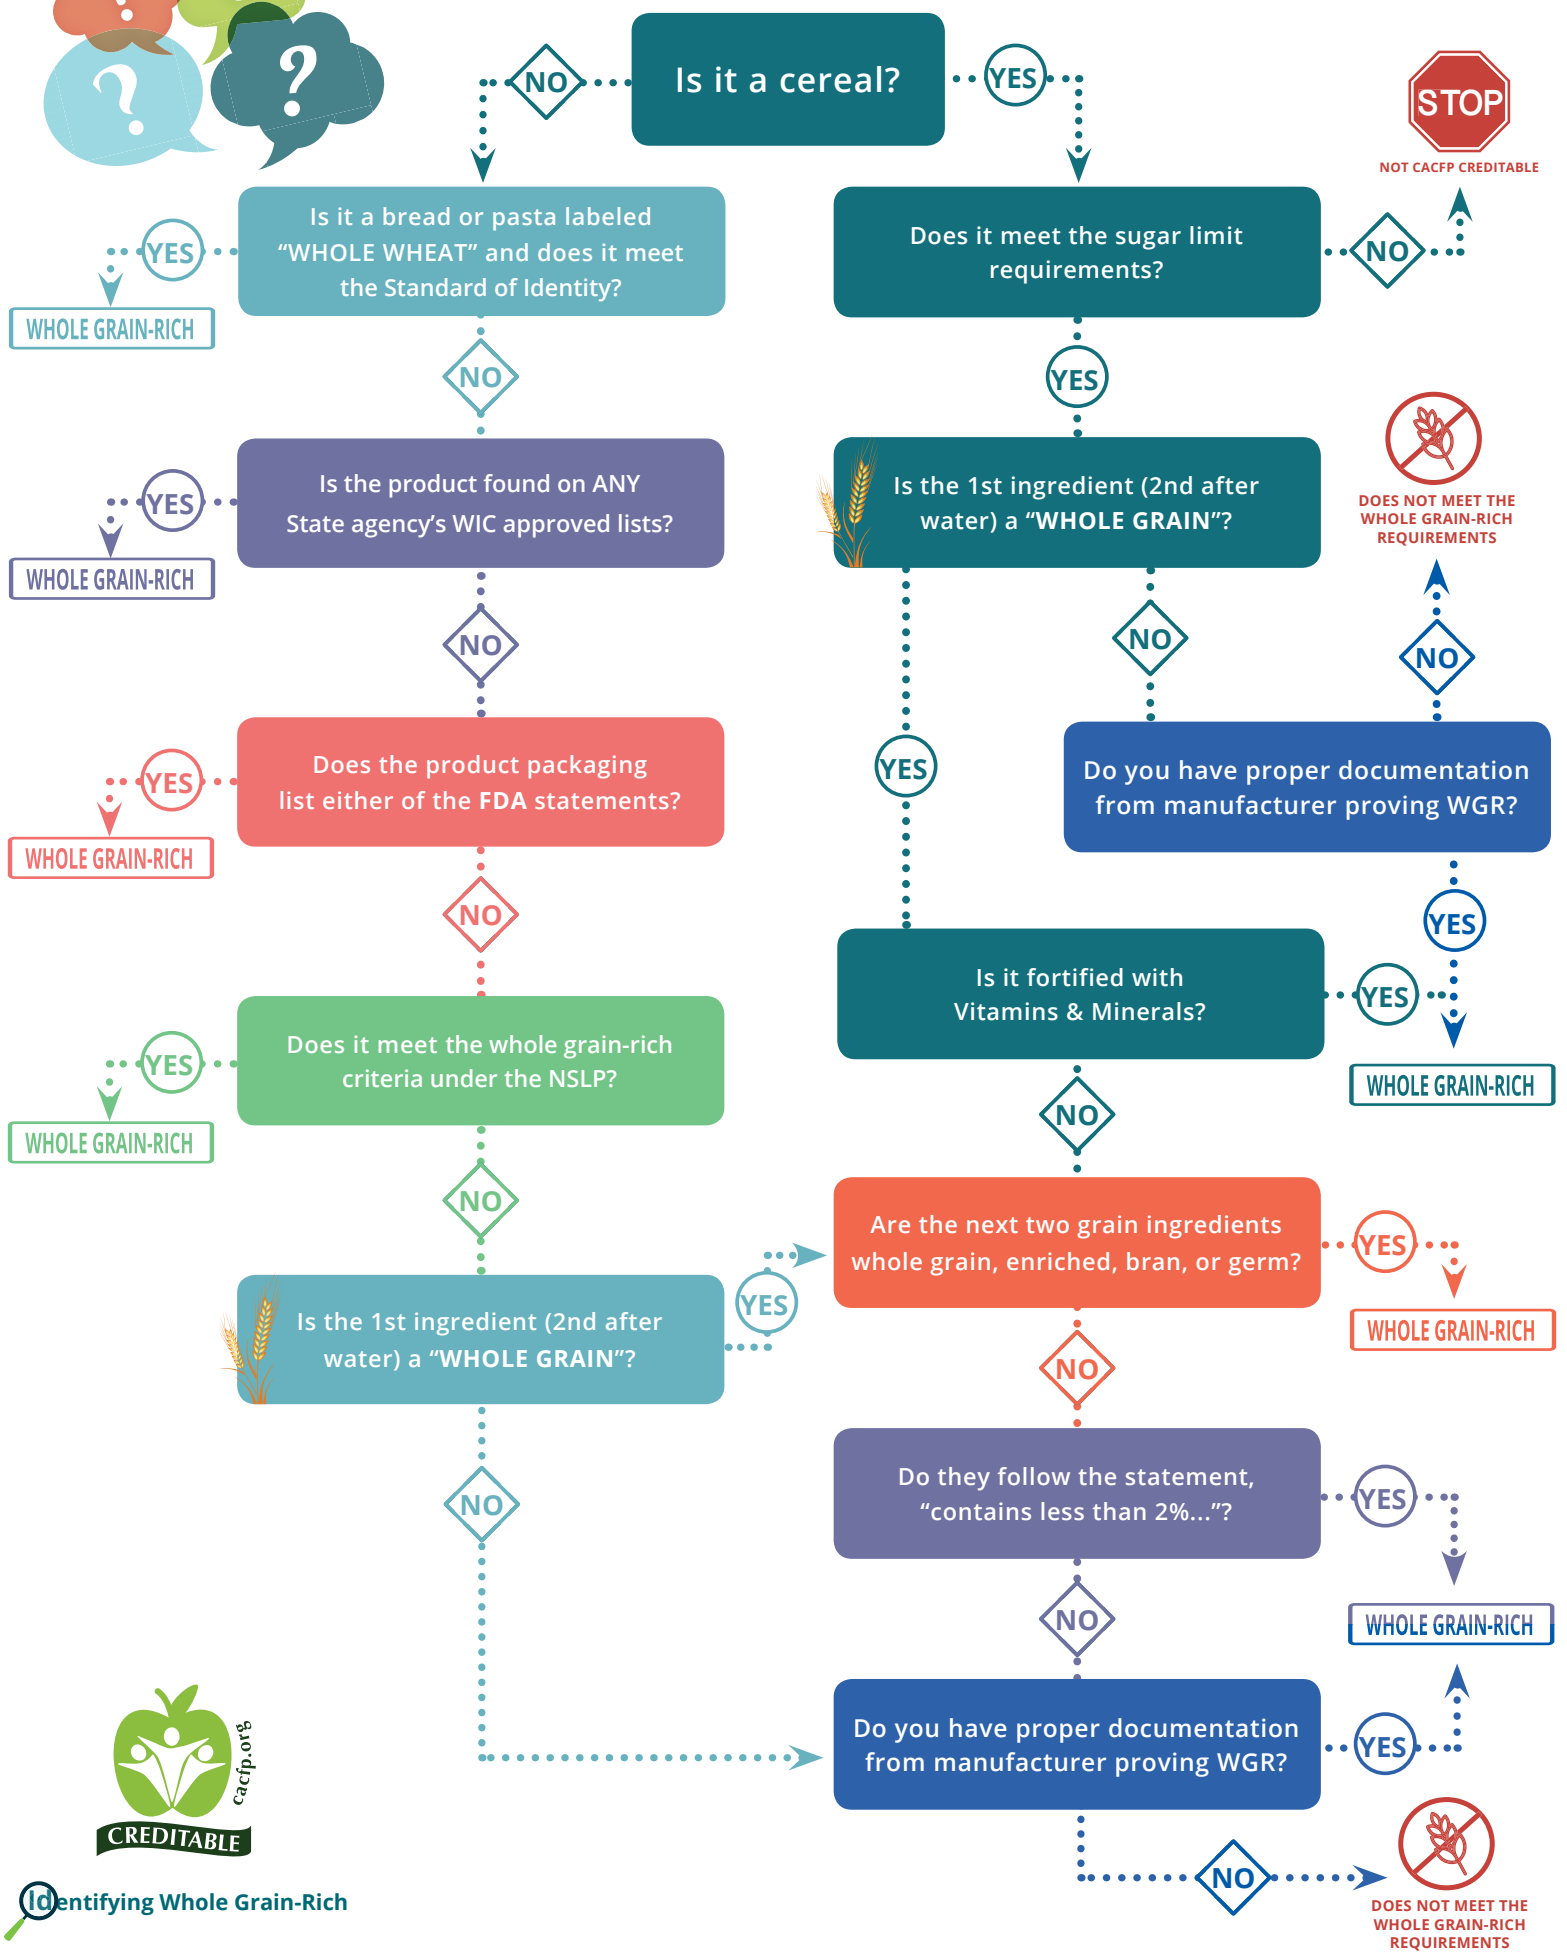 ? ? ?
Is it a cereal?
NO
YES
STOP
NOT CACFP CREDITABLE
Is it a bread or pasta labeled
“WHOLE WHEAT” and does it meet
the Standard of Identity?
YES
WHOLE GRAIN-RICH
NO
Does it meet the sugar limit
requirements?
NO
YES
Is the product found on ANY
State agency’s WIC approved lists?
YES
WHOLE GRAIN-RICH
NO
Is the 1st ingredient (2nd after
water) a “WHOLE GRAIN”?
NO
YES
DOES NOT MEET THE
WHOLE GRAIN-RICH
REQUIREMENTS
NO
Does the product packaging
list either of the FDA statements?
YES
WHOLE GRAIN-RICH
NO
Do you have proper documentation
from manufacturer proving WGR?
YES
Is it fortified with
Vitamins & Minerals?
YES
WHOLE GRAIN-RICH
NO
Does it meet the whole grain-rich
criteria under the NSLP?
YES
WHOLE GRAIN-RICH
NO
Are the next two grain ingredients
whole grain, enriched, bran, or germ?
YES
WHOLE GRAIN-RICH
NO
Is the 1st ingredient (2nd after
water) a “WHOLE GRAIN”?
YES
NO
Do they follow the statement,
“contains less than 2%...”?
YES
WHOLE GRAIN-RICH
NO
Do you have proper documentation
from manufacturer proving WGR?
YES
NO
DOES NOT MEET THE
WHOLE GRAIN-RICH
REQUIREMENTS
cacfp.org
CREDITABLE
Identifying Whole Grain-Rich